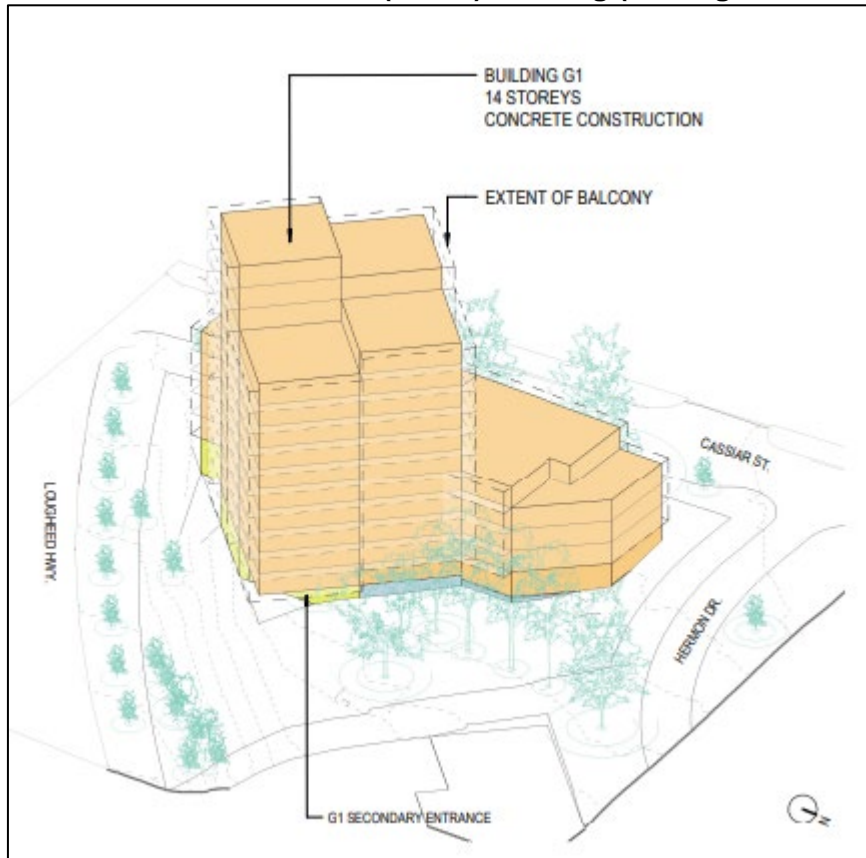 BUILDING G1
14 STOREYS
CONCRETE CONSTRUCTION
EXTENT OF BALCONY
CASSIAR ST.
LOUGHEED HWY.
HERMON DR.
G1 SECONDARY ENTRANCE
N